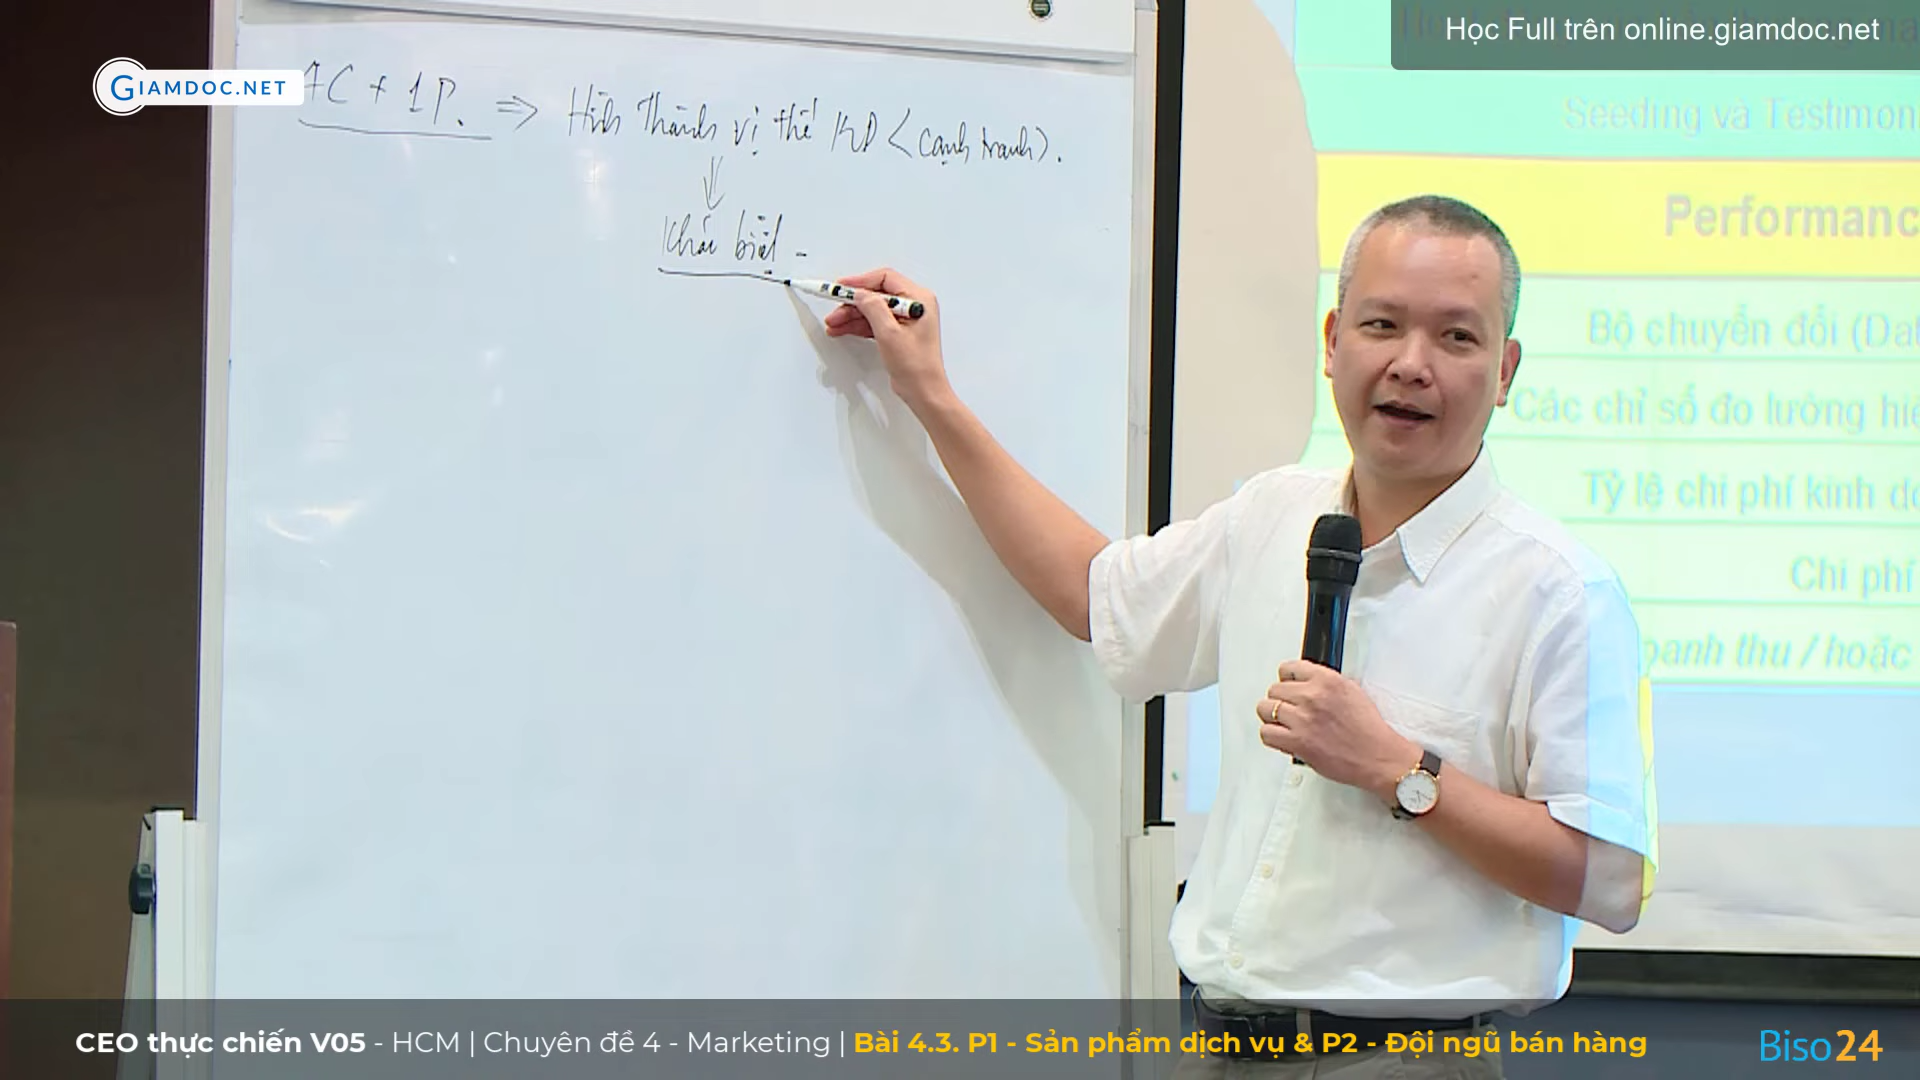 Học Full trên online.giamdoc.net
GIAMDOC.NET
C + 1P. ⇒ Hình Thành vị thế KD <cạnh tranh>.
⇓
Khác biệt -
Seeding và Testimon
Performanc
Bộ chuyển đổi (Dat
Các chỉ số đo lường hiệ
Tỷ lệ chi phí kinh do
Chi phí
oanh thu / hoặc
CEO thực chiến V05 - HCM | Chuyên đề 4 - Marketing | Bài 4.3. P1 - Sản phẩm dịch vụ & P2 - Đội ngũ bán hàng
Biso24